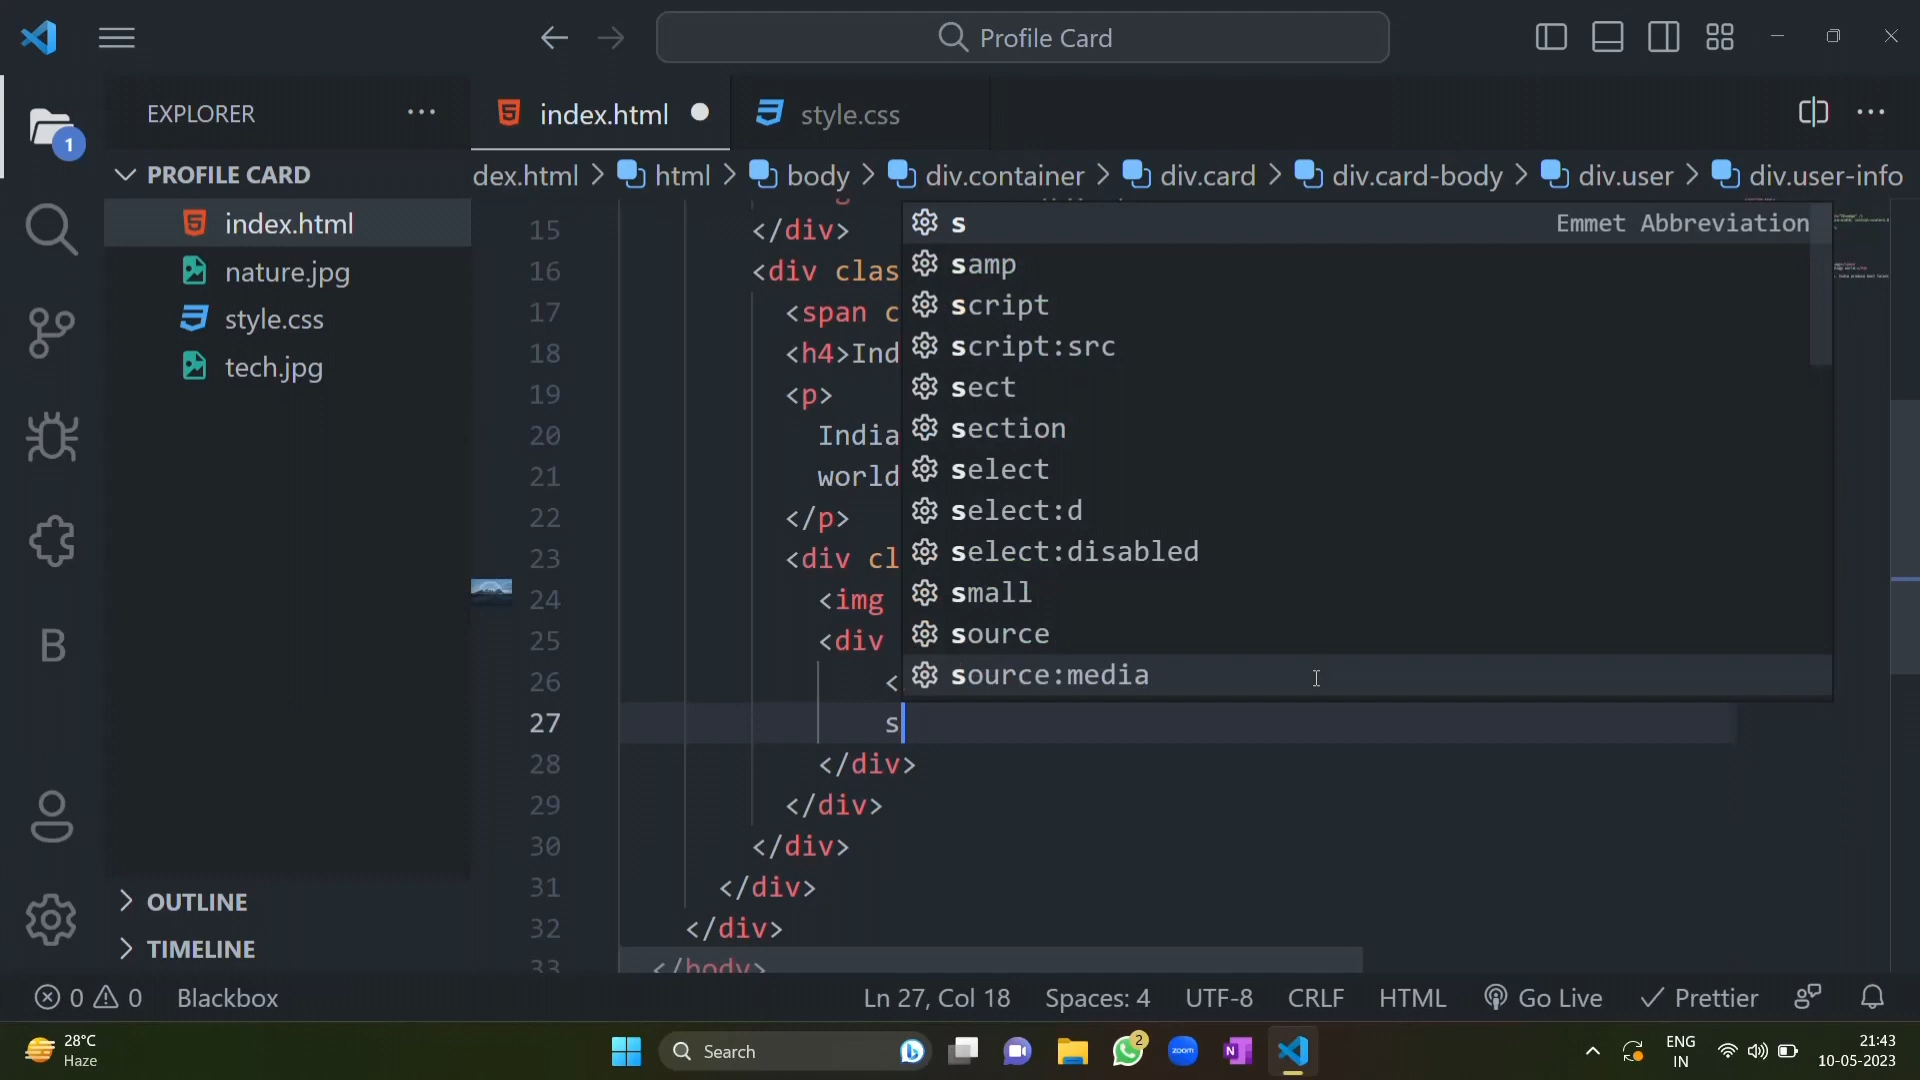 Profile Card
EXPLORER
index.html
style.css
PROFILE CARD
dex.html > html > body > div.container > div.card > div.card-body > div.user > div.user-info
index.html
nature.jpg
style.css
tech.jpg
1
B
15 </div>
16 <div clas
17 <span c
18 <h4>Ind
19 <p>
20 India
21 world
22 </p>
23 <div cl
24 <img
25 <div
26 <
27 s
28 </div>
29 </div>
30 </div>
31 </div>
32 </div>
33 </body>
s Emmet Abbreviation
samp
script
script:src
sect
section
select
select:d
select:disabled
small
source
source:media
OUTLINE
TIMELINE
0 0 Blackbox Ln 27, Col 18 Spaces: 4 UTF-8 CRLF HTML Go Live Prettier
28°C
Haze
Search
2
zoom
N
ENG
IN
21:43
10-05-2023